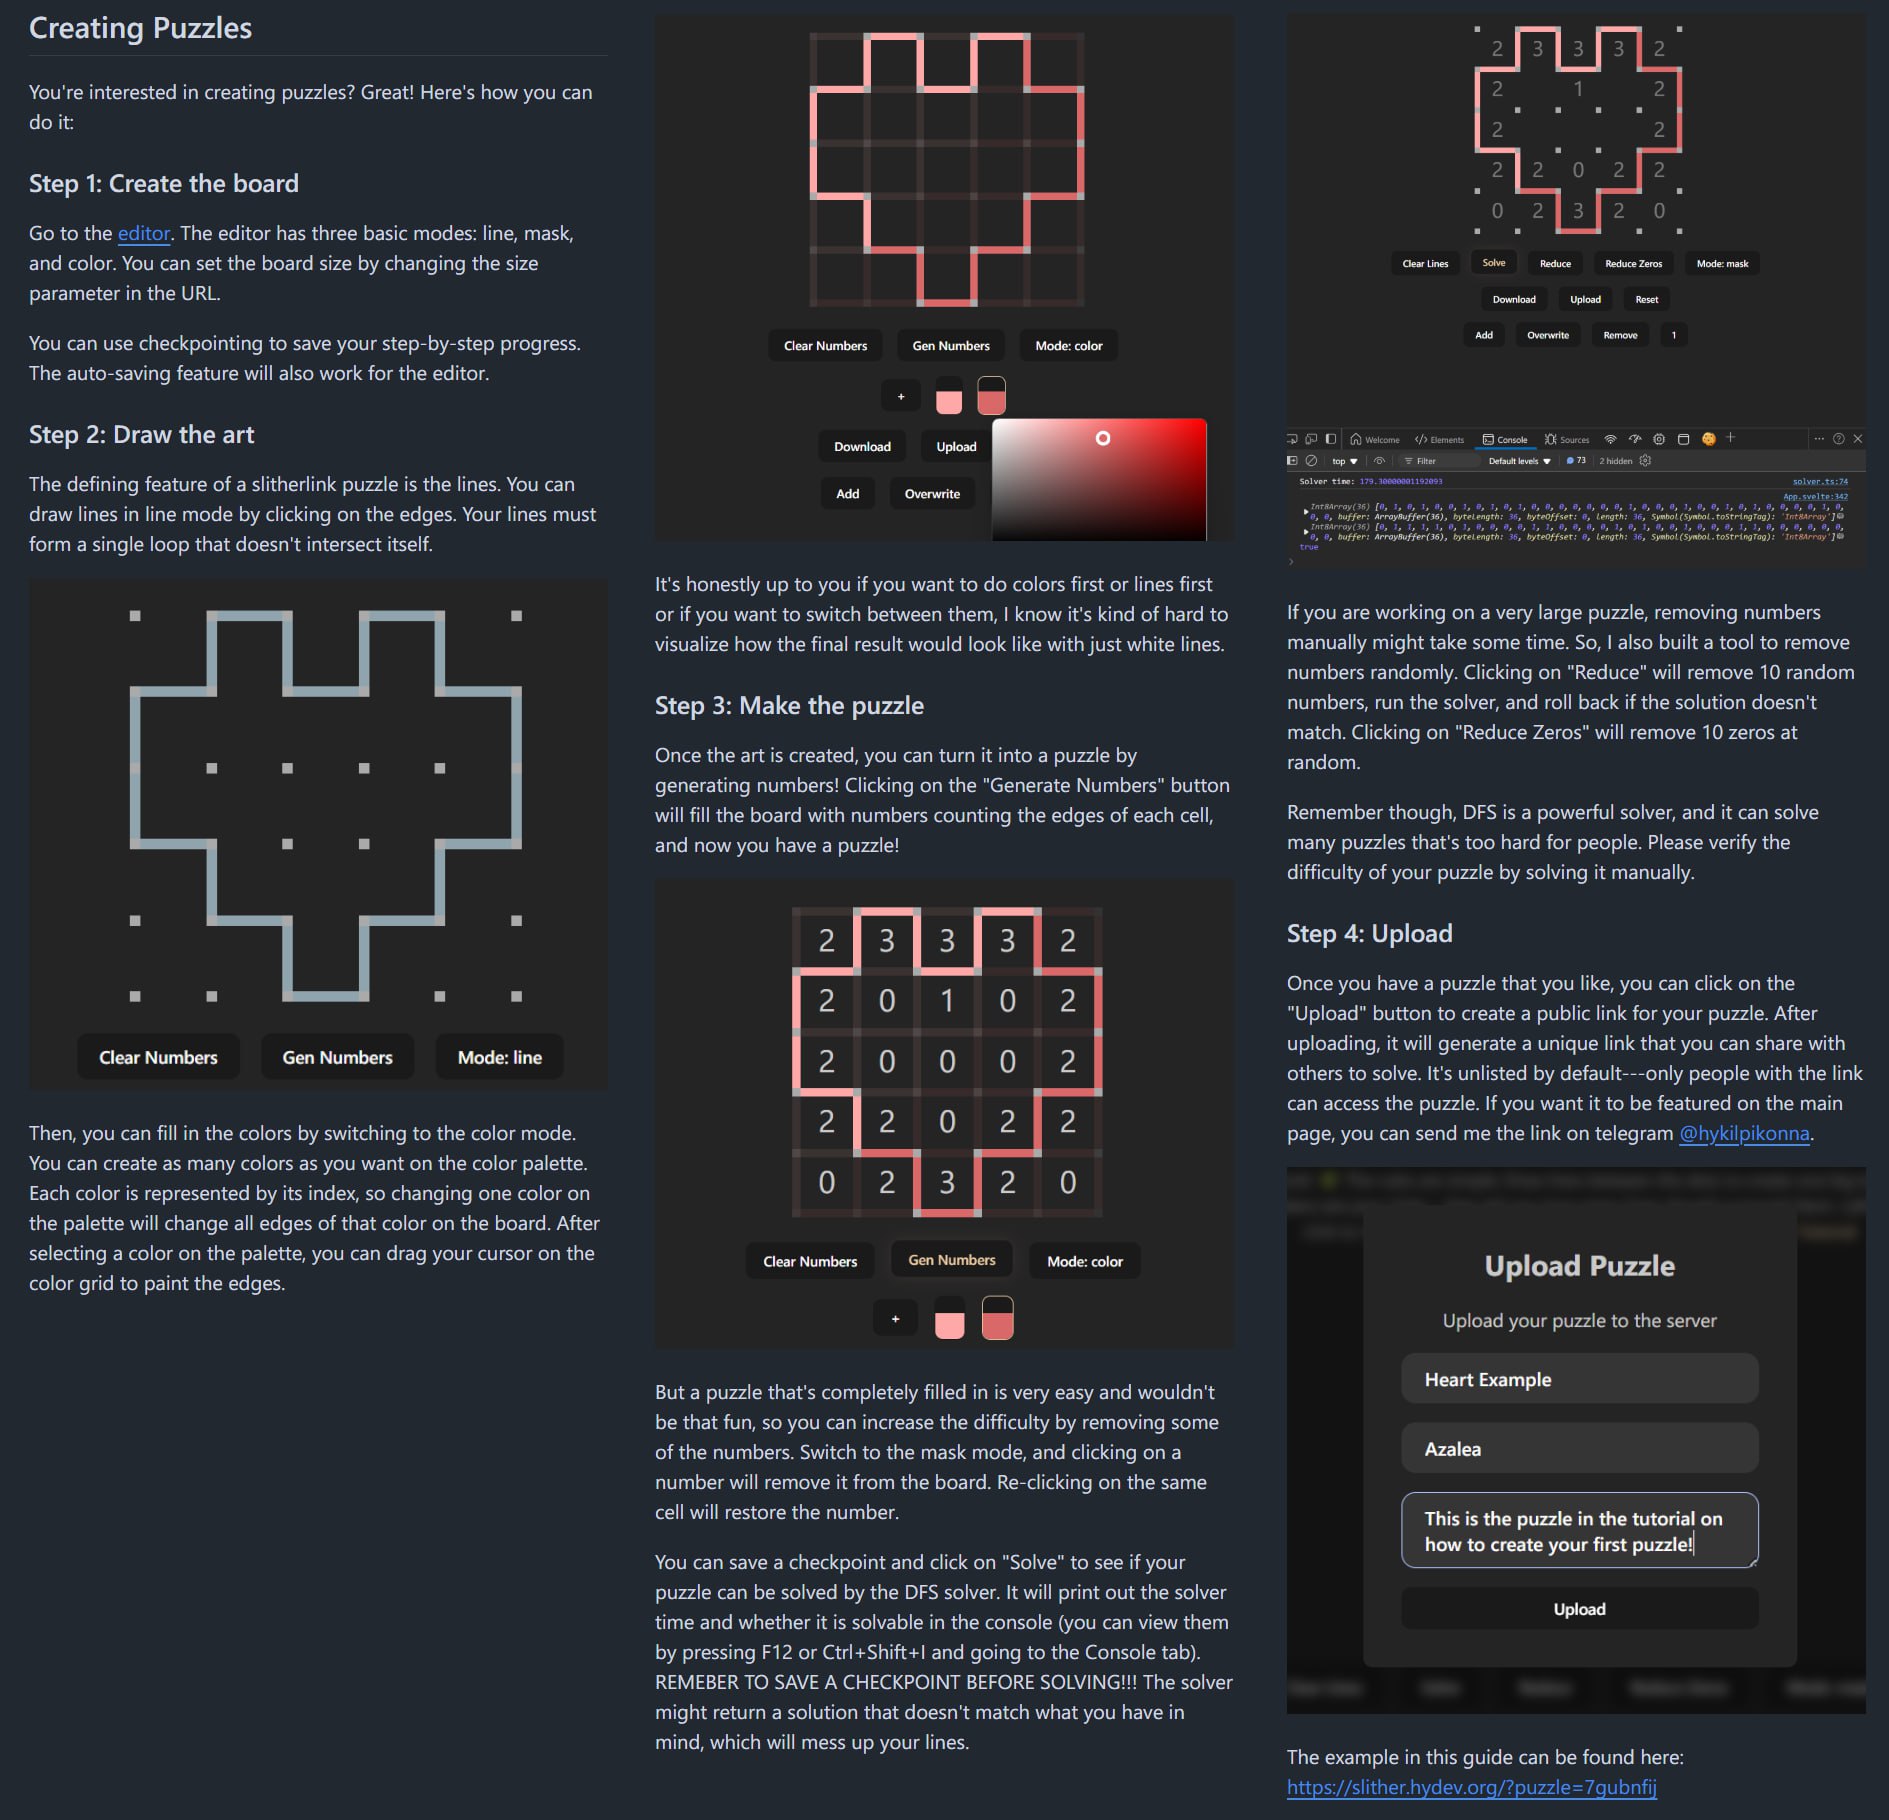 Creating Puzzles
You're interested in creating puzzles? Great! Here's how you can
do it:
Step 1: Create the board
Go to the editor. The editor has three basic modes: line, mask,
and color. You can set the board size by changing the size
parameter in the URL.
You can use checkpointing to save your step-by-step progress.
The auto-saving feature will also work for the editor.
Step 2: Draw the art
The defining feature of a slitherlink puzzle is the lines. You can
draw lines in line mode by clicking on the edges. Your lines must
form a single loop that doesn't intersect itself.
Clear Numbers Gen Numbers Mode: line
Then, you can fill in the colors by switching to the color mode.
You can create as many colors as you want on the color palette.
Each color is represented by its index, so changing one color on
the palette will change all edges of that color on the board. After
selecting a color on the palette, you can drag your cursor on the
color grid to paint the edges.
Clear Numbers Gen Numbers Mode: color
+
Download Upload
Add Overwrite
It's honestly up to you if you want to do colors first or lines first
or if you want to switch between them, I know it's kind of hard to
visualize how the final result would look like with just white lines.
Step 3: Make the puzzle
Once the art is created, you can turn it into a puzzle by
generating numbers! Clicking on the "Generate Numbers" button
will fill the board with numbers counting the edges of each cell,
and now you have a puzzle!
2 3 3 3 2
2 0 1 0 2
2 0 0 0 2
2 2 0 2 2
0 2 3 2 0
Clear Numbers Gen Numbers Mode: color
+
But a puzzle that's completely filled in is very easy and wouldn't
be that fun, so you can increase the difficulty by removing some
of the numbers. Switch to the mask mode, and clicking on a
number will remove it from the board. Re-clicking on the same
cell will restore the number.
You can save a checkpoint and click on "Solve" to see if your
puzzle can be solved by the DFS solver. It will print out the solver
time and whether it is solvable in the console (you can view them
by pressing F12 or Ctrl+Shift+I and going to the Console tab).
REMEBER TO SAVE A CHECKPOINT BEFORE SOLVING!!! The solver
might return a solution that doesn't match what you have in
mind, which will mess up your lines.
2 3 3 3 2
2 1 2
2 2
2 2 0 2 2
0 2 3 2 0
Clear Lines Solve Reduce Reduce Zeros Mode: mask
Download Upload Reset
Add Overwrite Remove 1
Welcome Elements Console Sources
top Filter Default levels 73 2 hidden
Solver time: 179.30000001192093 solver.ts:74
App.svelte:342
Int8Array(36)
0, 0, buffer: ArrayBuffer(36), byteLength: 36, byteOffset: 0, length: 36, Symbol(Symbol.toStringTag): 'Int8Array']
Int8Array(36)
0, 0, buffer: ArrayBuffer(36), byteLength: 36, byteOffset: 0, length: 36, Symbol(Symbol.toStringTag): 'Int8Array']
true
If you are working on a very large puzzle, removing numbers
manually might take some time. So, I also built a tool to remove
numbers randomly. Clicking on "Reduce" will remove 10 random
numbers, run the solver, and roll back if the solution doesn't
match. Clicking on "Reduce Zeros" will remove 10 zeros at
random.
Remember though, DFS is a powerful solver, and it can solve
many puzzles that's too hard for people. Please verify the
difficulty of your puzzle by solving it manually.
Step 4: Upload
Once you have a puzzle that you like, you can click on the
"Upload" button to create a public link for your puzzle. After
uploading, it will generate a unique link that you can share with
others to solve. It's unlisted by default---only people with the link
can access the puzzle. If you want it to be featured on the main
page, you can send me the link on telegram @hykilpikonna.
Upload Puzzle
Upload your puzzle to the server
Heart Example
Azalea
This is the puzzle in the tutorial on
how to create your first puzzle!
Upload
The example in this guide can be found here:
https://slither.hydev.org/?puzzle=7gubnfij